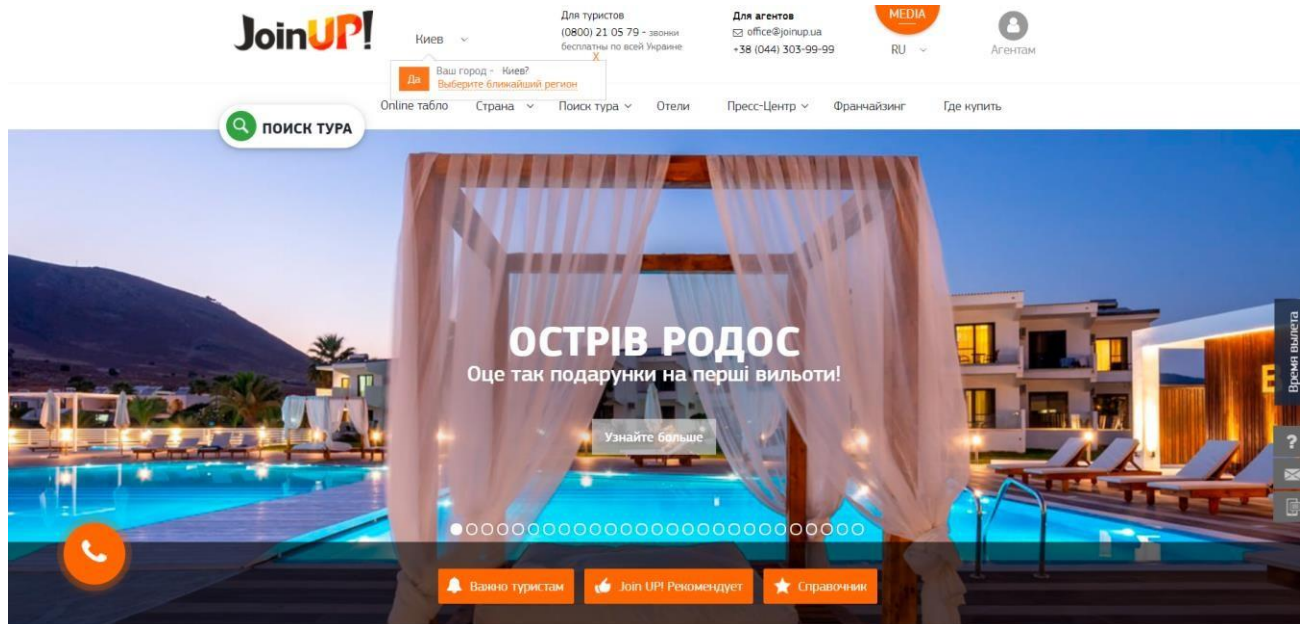 JoinUP!
Киев
Для туристов
(0800) 21 05 79 - звонки
бесплатны по всей Украине
Для агентов
office@joinup.ua
+38 (044) 303-99-99
MEDIA
RU
Агентам
X
Да
Ваш город - Киев?
Выберите ближайший регион
Online табло
Страна
Поиск тура
Отели
Пресс-Центр
Франчайзинг
Где купить
ПОИСК ТУРА
ОСТРІВ РОДОС
Оце так подарунки на перші вильоти!
Узнайте больше
Время вылета
E
?
Важно туристам
Join UP! Рекомендует
Справочник